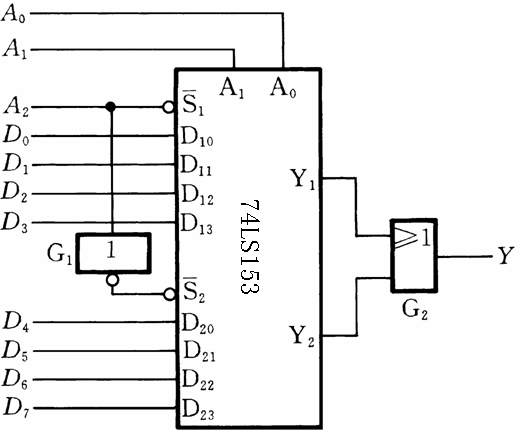 A₀
A₁
A₁ A₀
A₂ S̅₁
D₀ D₁₀
D₁ D₁₁
D₂ D₁₂ Y₁
D₃ D₁₃
74LS153
≥1
G₁ 1
Y
S̅₂
G₂
D₄ D₂₀ Y₂
D₅ D₂₁
D₆ D₂₂
D₇ D₂₃